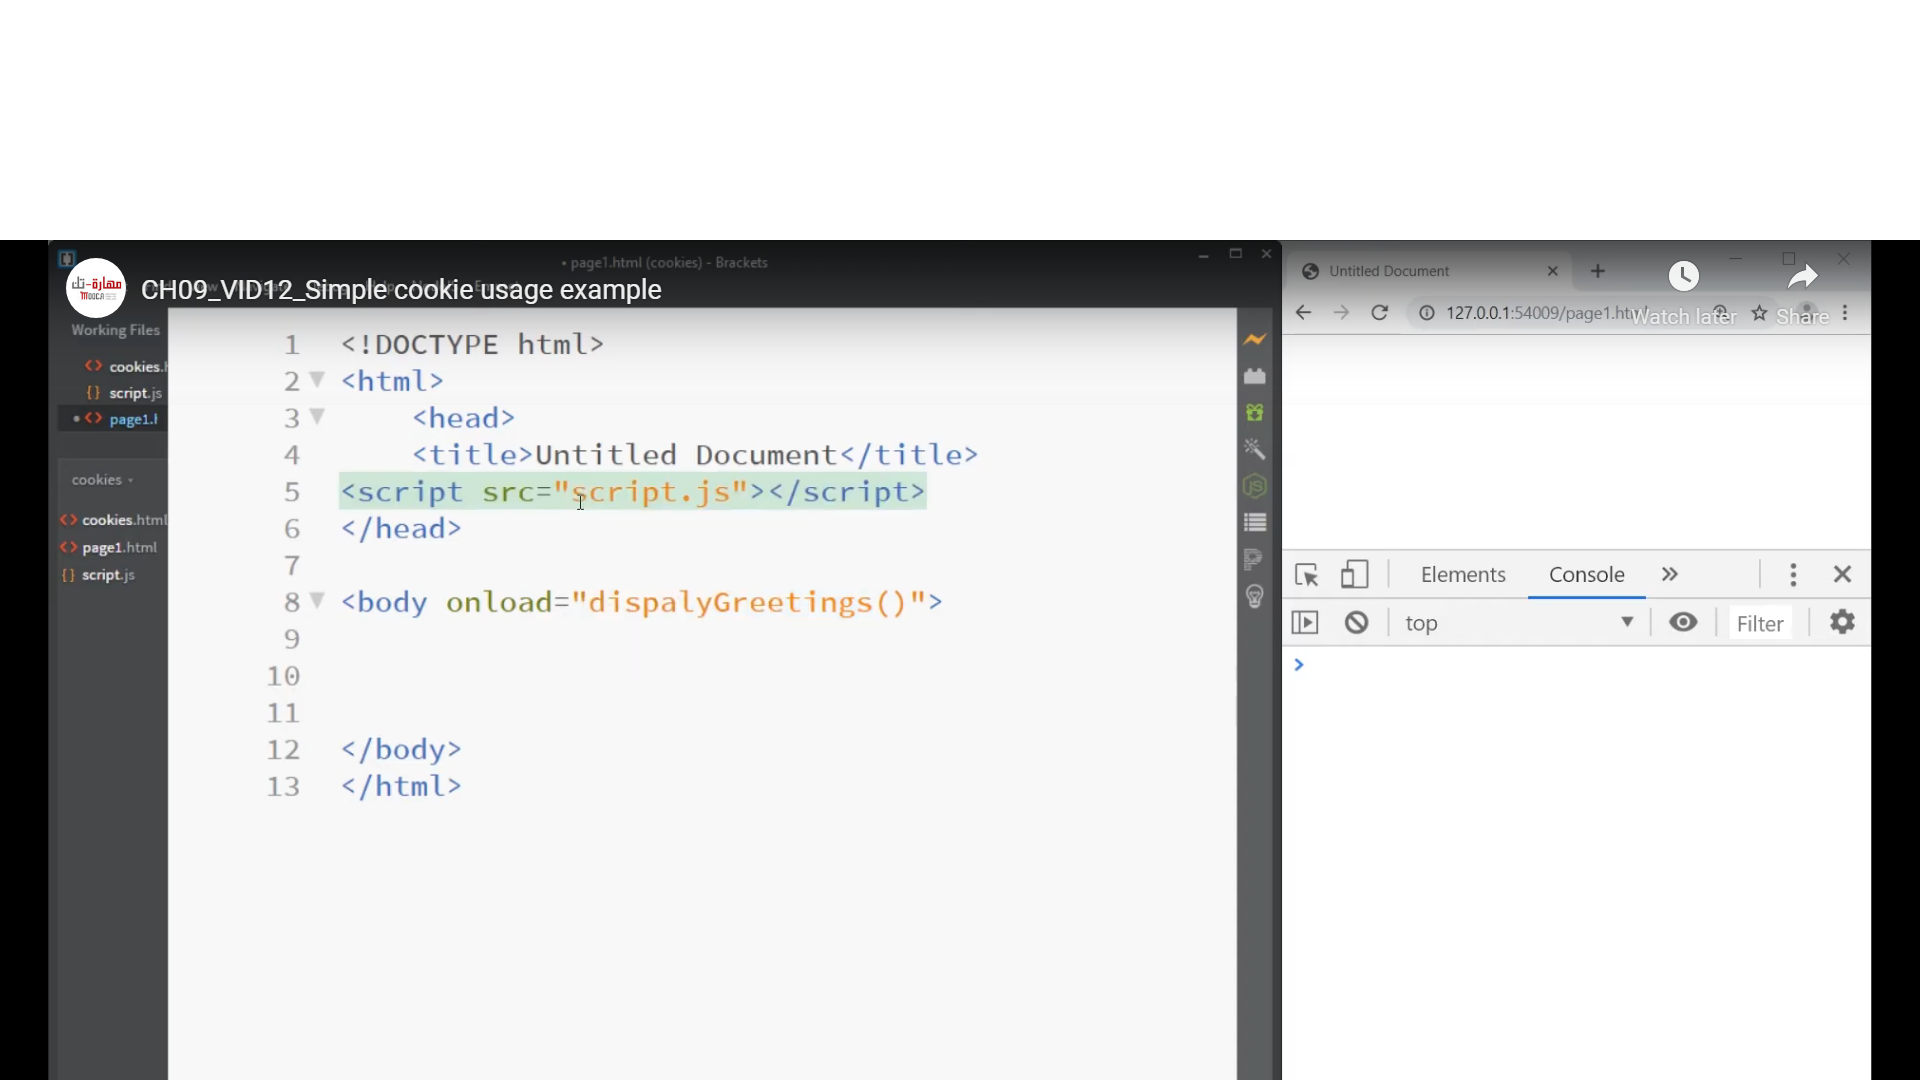 page1.html (cookies) - Brackets
مهارة-تك
MOOCs
CH09_VID12_Simple cookie usage example
Working Files
cookies.h
script.js
page1.h
cookies
cookies.html
page1.html
script.js
1 <!DOCTYPE html>
2 <html>
3 <head>
4 <title>Untitled Document</title>
5 <script src="script.js"></script>
6 </head>
7
8 <body onload="dispalyGreetings()">
9
10
11
12 </body>
13 </html>
Untitled Document
127.0.0.1:54009/page1.html
Watch later
Share
Elements
Console
top
Filter